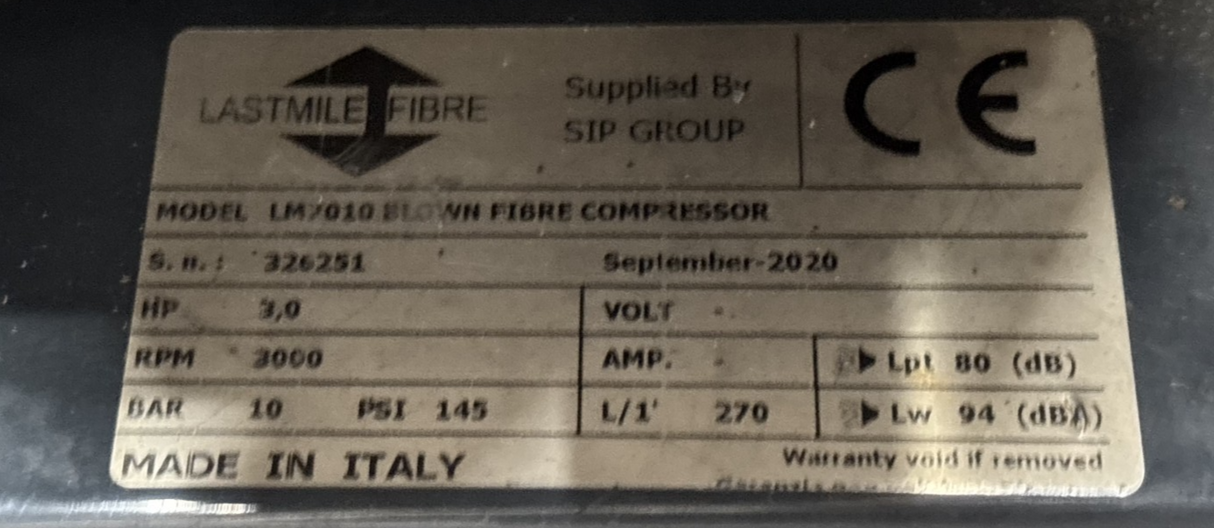 LASTMILE FIBRE
Supplied By
SIP GROUP
CE
MODEL LM7010 BLOWN FIBRE COMPRESSOR
S. n. : 326251 September-2020
HP 3,0 VOLT -
RPM 3000 AMP. - Lpt 80 (dB)
BAR 10 PSI 145 L/1' 270 Lw 94 (dBA)
MADE IN ITALY Warranty void if removed